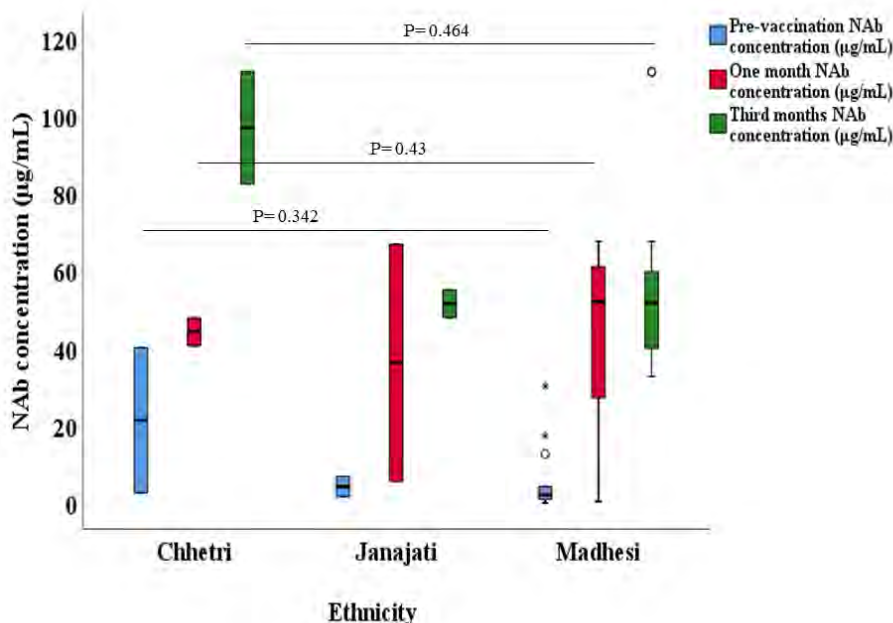 P= 0.464
P= 0.43
P= 0.342
Pre-vaccination NAb
concentration (μg/mL)
One month NAb
concentration (μg/mL)
Third months NAb
concentration (μg/mL)
NAb concentration (μg/mL)
120
100
80
60
40
20
0
Chhetri Janajati Madhesi
Ethnicity